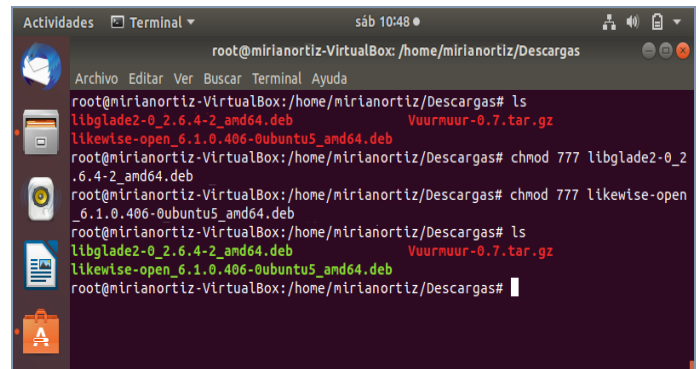 Actividades Terminal sáb 10:48
root@mirianortiz-VirtualBox: /home/mirianortiz/Descargas
Archivo Editar Ver Buscar Terminal Ayuda
root@mirianortiz-VirtualBox:/home/mirianortiz/Descargas# ls
libglade2-0_2.6.4-2_amd64.deb Vuurmuur-0.7.tar.gz
likewise-open_6.1.0.406-0ubuntu5_amd64.deb
root@mirianortiz-VirtualBox:/home/mirianortiz/Descargas# chmod 777 libglade2-0_2
.6.4-2_amd64.deb
root@mirianortiz-VirtualBox:/home/mirianortiz/Descargas# chmod 777 likewise-open
_6.1.0.406-0ubuntu5_amd64.deb
root@mirianortiz-VirtualBox:/home/mirianortiz/Descargas# ls
libglade2-0_2.6.4-2_amd64.deb Vuurmuur-0.7.tar.gz
likewise-open_6.1.0.406-0ubuntu5_amd64.deb
root@mirianortiz-VirtualBox:/home/mirianortiz/Descargas#